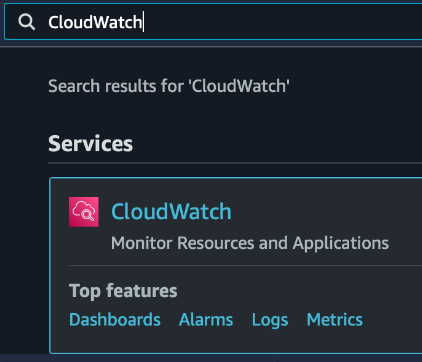 CloudWatch
Search results for 'CloudWatch'
Services
CloudWatch
Monitor Resources and Applications
Top features
Dashboards Alarms Logs Metrics